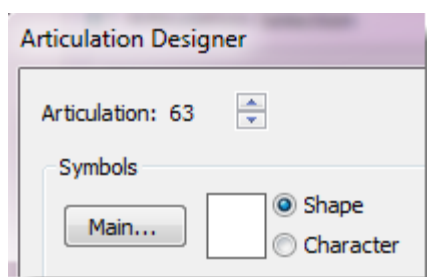 Articulation Designer
Articulation: 63
Symbols
Main...
Shape
Character